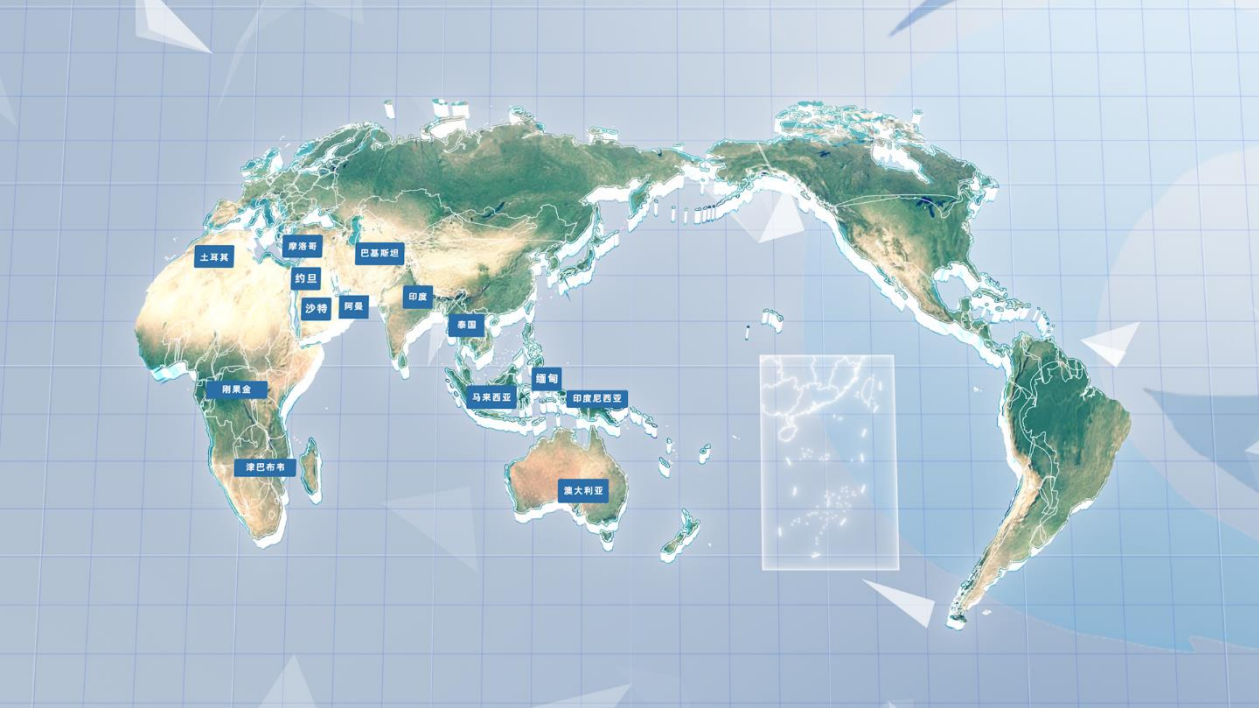 摩洛哥
土耳其
巴基斯坦
约旦
印度
沙特
阿曼
泰国
缅甸
刚果金
马来西亚
印度尼西亚
津巴布韦
澳大利亚